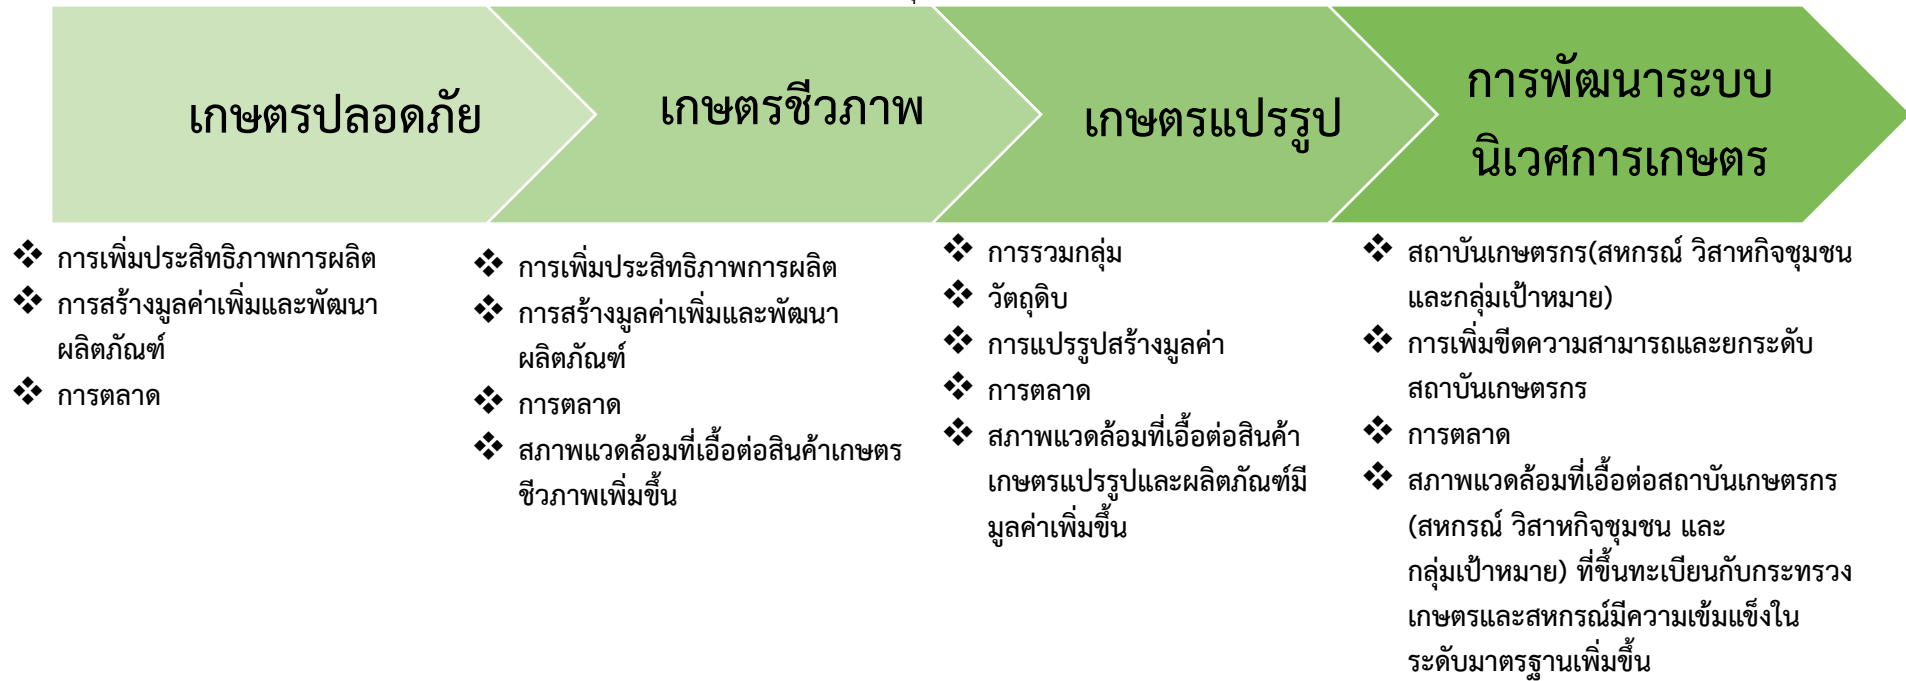 เกษตรปลอดภัย
เกษตรชีวภาพ
เกษตรแปรรูป
การพัฒนาระบบ
นิเวศการเกษตร
❖ การเพิ่มประสิทธิภาพการผลิต
❖ การสร้างมูลค่าเพิ่มและพัฒนา
ผลิตภัณฑ์
❖ การตลาด
❖ การเพิ่มประสิทธิภาพการผลิต
❖ การสร้างมูลค่าเพิ่มและพัฒนา
ผลิตภัณฑ์
❖ การตลาด
❖ สภาพแวดล้อมที่เอื้อต่อสินค้าเกษตร
ชีวภาพเพิ่มขึ้น
❖ การรวมกลุ่ม
❖ วัตถุดิบ
❖ การแปรรูปสร้างมูลค่า
❖ การตลาด
❖ สภาพแวดล้อมที่เอื้อต่อสินค้า
เกษตรแปรรูปและผลิตภัณฑ์มี
มูลค่าเพิ่มขึ้น
❖ สถาบันเกษตรกร(สหกรณ์ วิสาหกิจชุมชน
และกลุ่มเป้าหมาย)
❖ การเพิ่มขีดความสามารถและยกระดับ
สถาบันเกษตรกร
❖ การตลาด
❖ สภาพแวดล้อมที่เอื้อต่อสถาบันเกษตรกร
(สหกรณ์ วิสาหกิจชุมชน และ
กลุ่มเป้าหมาย) ที่ขึ้นทะเบียนกับกระทรวง
เกษตรและสหกรณ์มีความเข้มแข็งใน
ระดับมาตรฐานเพิ่มขึ้น